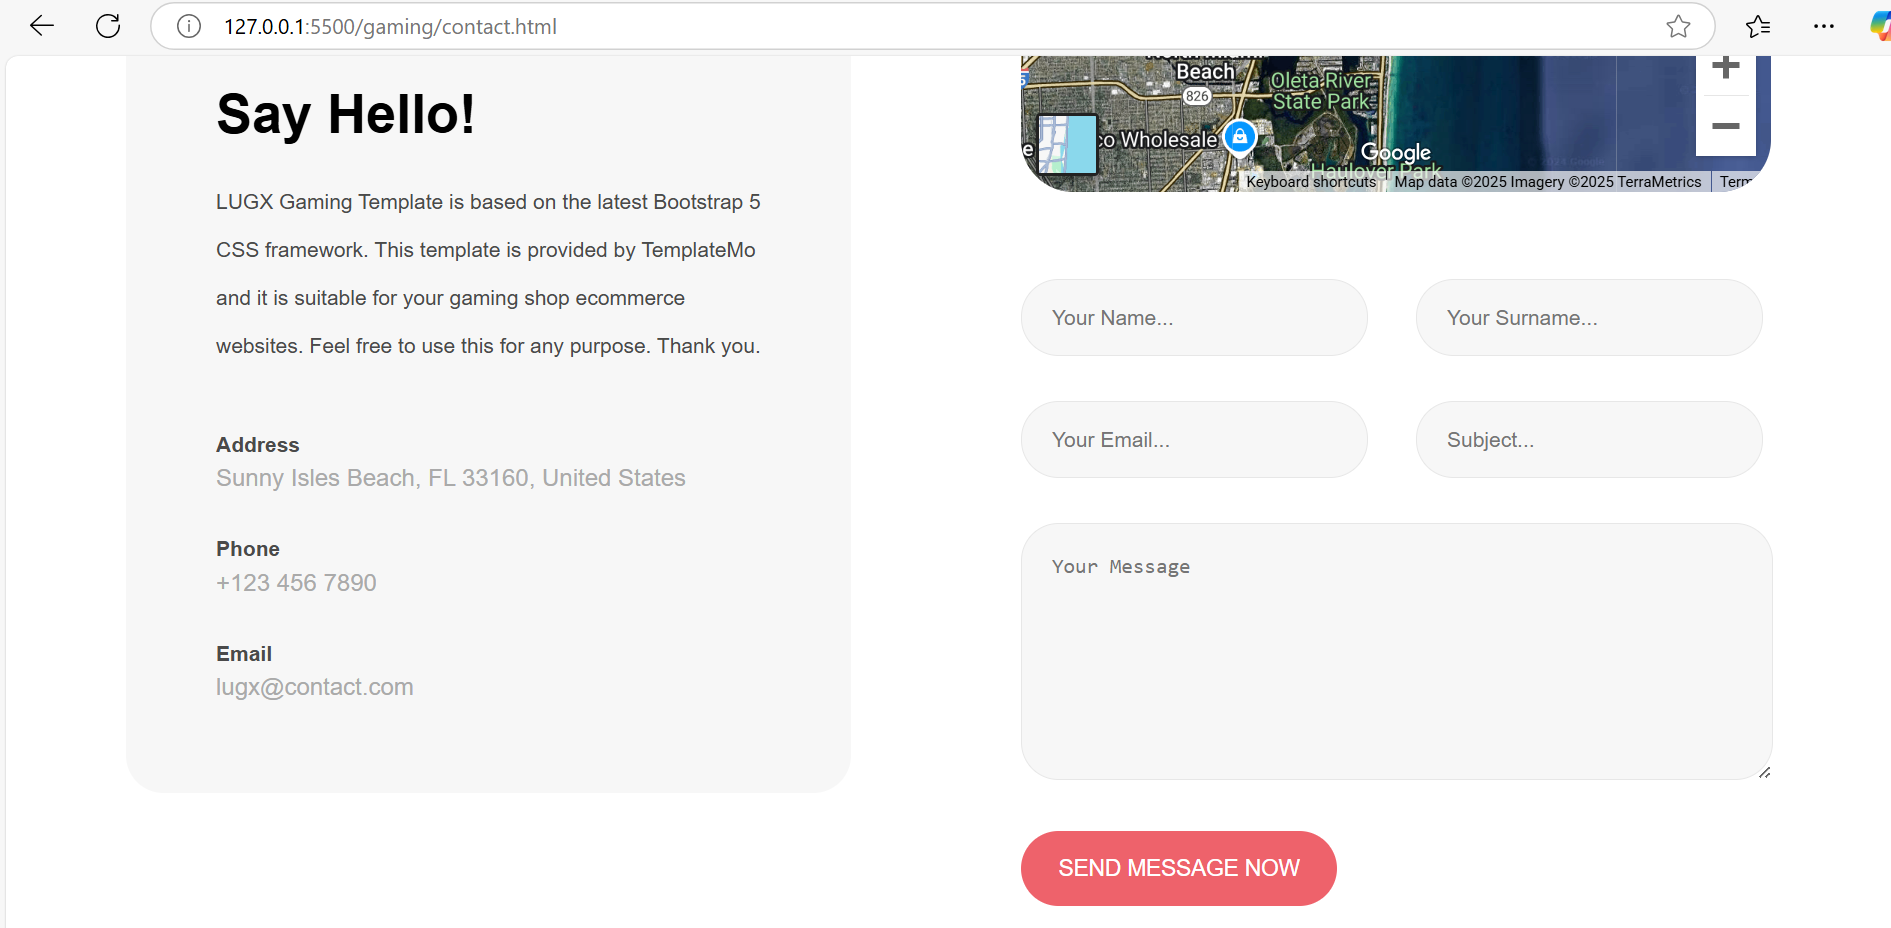 127.0.0.1:5500/gaming/contact.html
Say Hello!
LUGX Gaming Template is based on the latest Bootstrap 5
CSS framework. This template is provided by TemplateMo
and it is suitable for your gaming shop ecommerce
websites. Feel free to use this for any purpose. Thank you.
Address
Sunny Isles Beach, FL 33160, United States
Phone
+123 456 7890
Email
lugx@contact.com
Beach
Oleta River
State Park
826
co Wholesale
Google
Haulover Park
Keyboard shortcuts
Map data ©2025 Imagery ©2025 TerraMetrics
Term
Your Name...
Your Surname...
Your Email...
Subject...
Your Message
SEND MESSAGE NOW